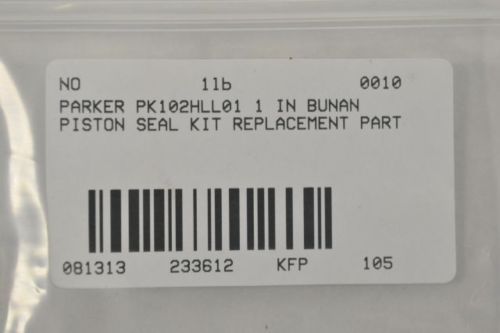 NO 1lb 0010
PARKER PK102HLL01 1 IN BUNAN
PISTON SEAL KIT REPLACEMENT PART
081313 233612 KFP 105